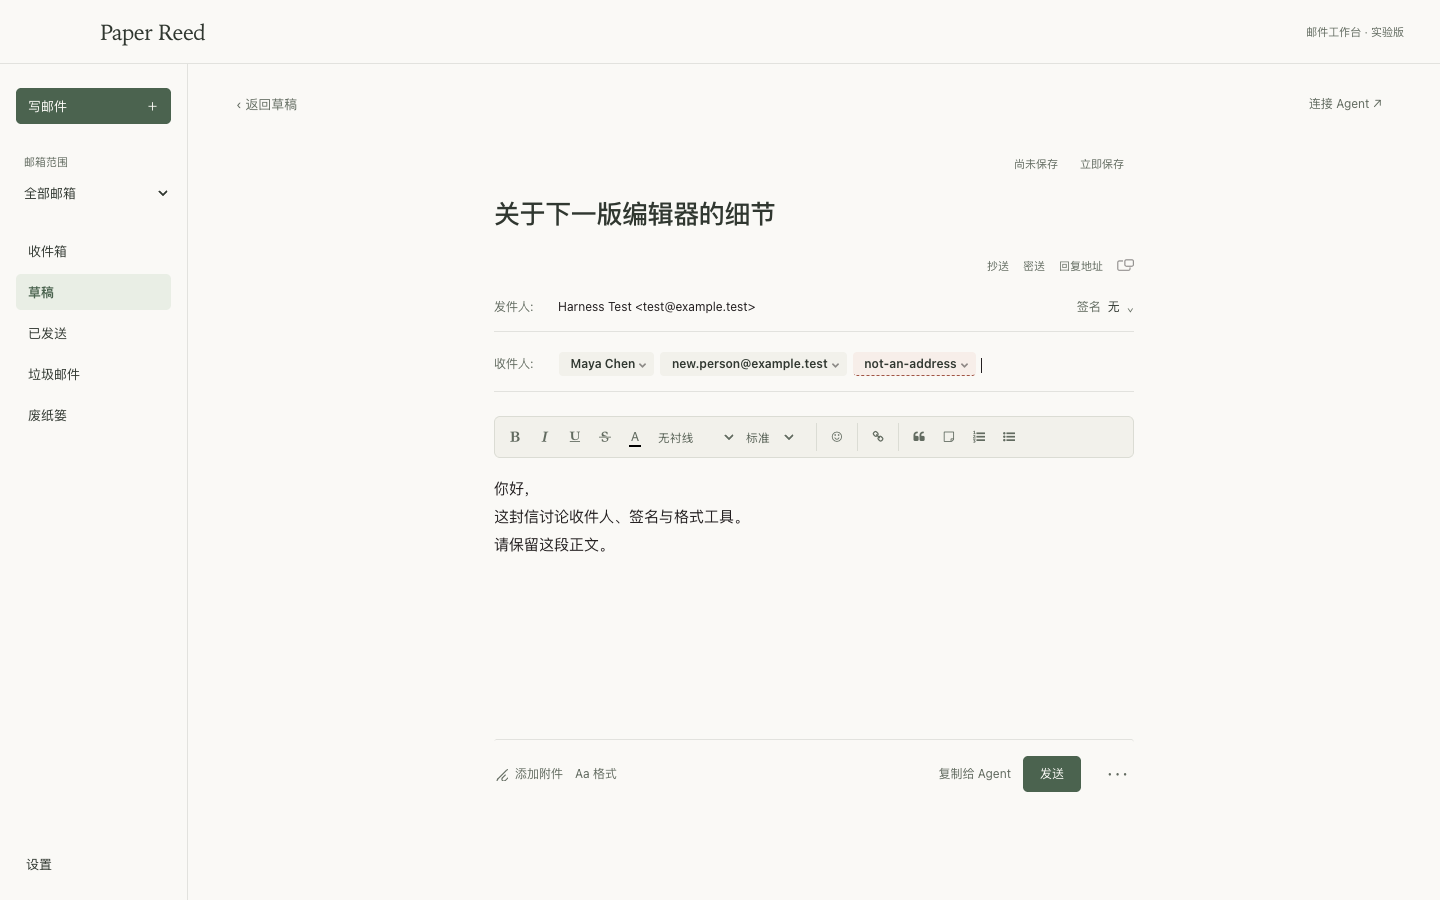 Paper Reed
邮件工作台 · 实验版
写邮件 +
邮箱范围
全部邮箱
收件箱
草稿
已发送
垃圾邮件
废纸篓
设置
‹ 返回草稿
连接 Agent ↗
尚未保存 立即保存
关于下一版编辑器的细节
抄送 密送 回复地址
发件人: Harness Test <test@example.test> 签名 无
收件人: Maya Chen new.person@example.test not-an-address
B I U S A 无衬线 标准
你好，
这封信讨论收件人、签名与格式工具。
请保留这段正文。
添加附件 Aa 格式 复制给 Agent 发送 ···